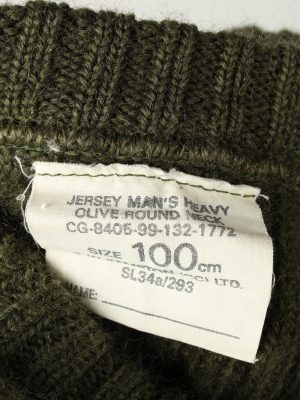 JERSEY MAN'S HEAVY
OLIVE ROUND NECK
CG-8405-99-132-1772
SIZE 100cm
LTD.
SL34a/293
NAME: